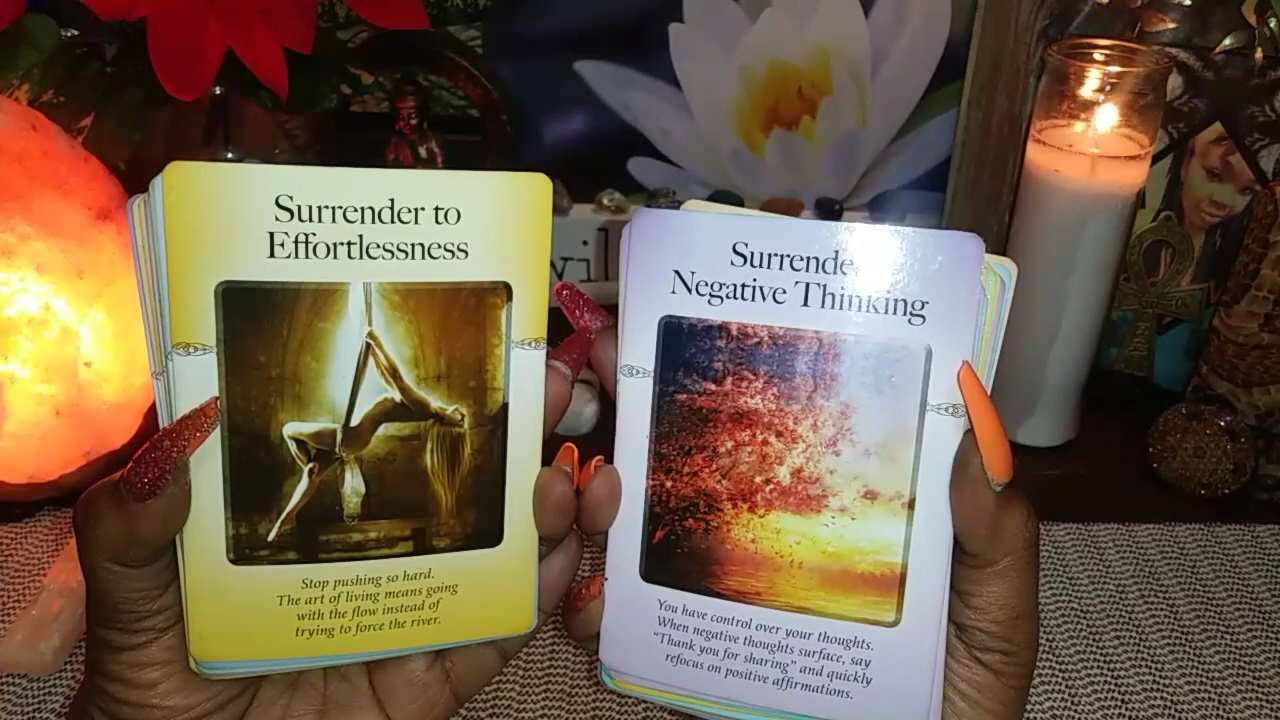 Surrender to
Effortlessness
Stop pushing so hard.
The art of living means going
with the flow instead of
trying to force the river.
Negative Thinking
You have control over your thoughts.
When negative thoughts surface, say
"Thank you for sharing" and quickly
refocus on positive affirmations.